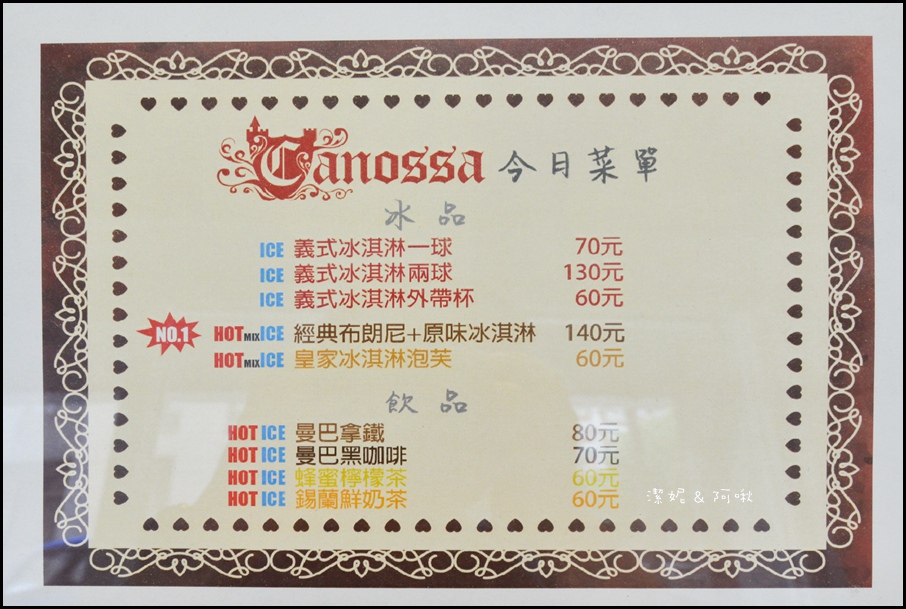 Canossa 今日菜單
冰品
ICE 義式冰淇淋一球 70元
ICE 義式冰淇淋兩球 130元
ICE 義式冰淇淋外帶杯 60元
NO.1 HOT MIX ICE 經典布朗尼+原味冰淇淋 140元
HOT MIX ICE 皇家冰淇淋泡芙 60元
飲品
HOT ICE 曼巴拿鐵 80元
HOT ICE 曼巴黑咖啡 70元
HOT ICE 蜂蜜檸檬茶 60元
HOT ICE 錫蘭鮮奶茶 60元
潔妮 & 阿啾